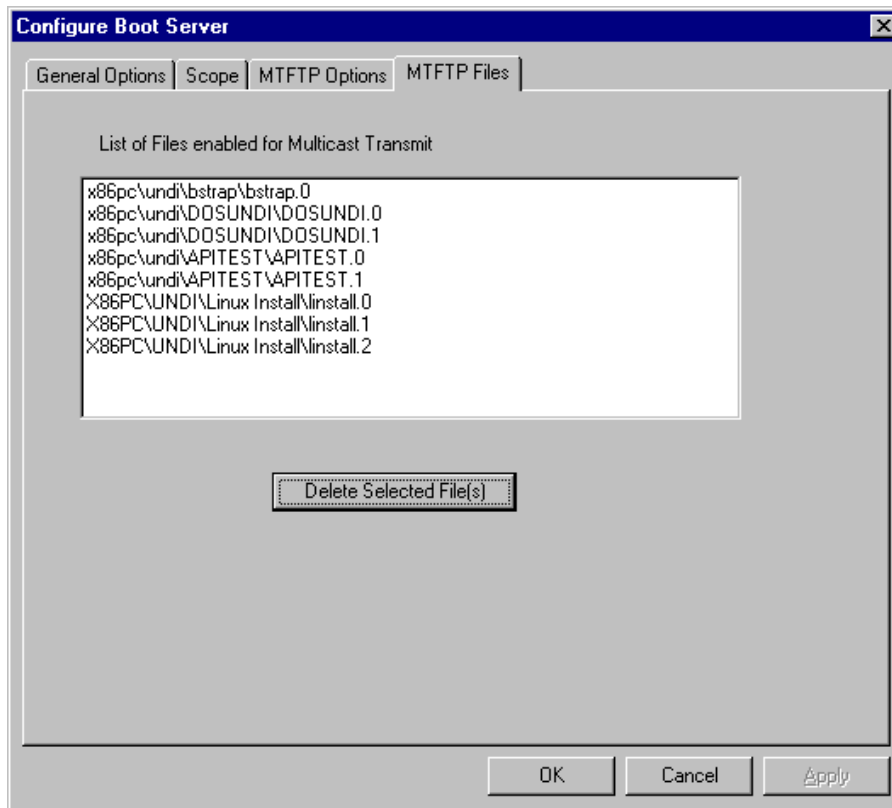 Configure Boot Server
General Options Scope MTFTP Options MTFTP Files
List of Files enabled for Multicast Transmit
x86pc\undi\bstrap\bstrap.0
x86pc\undi\DOSUNDI\DOSUNDI.0
x86pc\undi\DOSUNDI\DOSUNDI.1
x86pc\undi\APITEST\APITEST.0
x86pc\undi\APITEST\APITEST.1
X86PC\UNDI\Linux Install\linstall.0
X86PC\UNDI\Linux Install\linstall.1
X86PC\UNDI\Linux Install\linstall.2
Delete Selected File(s)
OK Cancel Apply